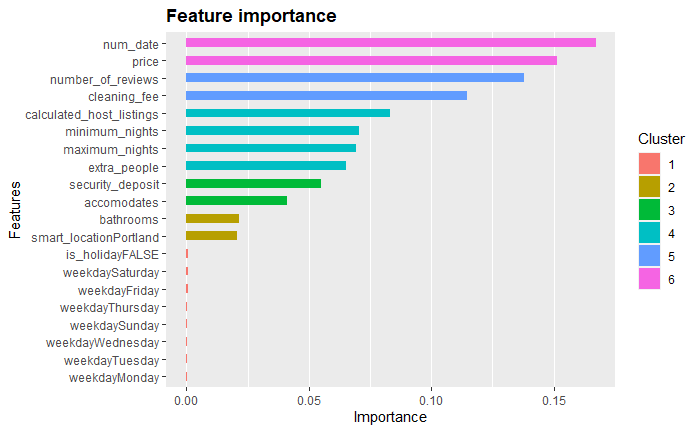 Feature importance
Features
num_date
price
number_of_reviews
cleaning_fee
calculated_host_listings
minimum_nights
maximum_nights
extra_people
security_deposit
accomodates
bathrooms
smart_locationPortland
is_holidayFALSE
weekdaySaturday
weekdayFriday
weekdayThursday
weekdaySunday
weekdayWednesday
weekdayTuesday
weekdayMonday
0.00 0.05 0.10 0.15
Importance
Cluster
1
2
3
4
5
6